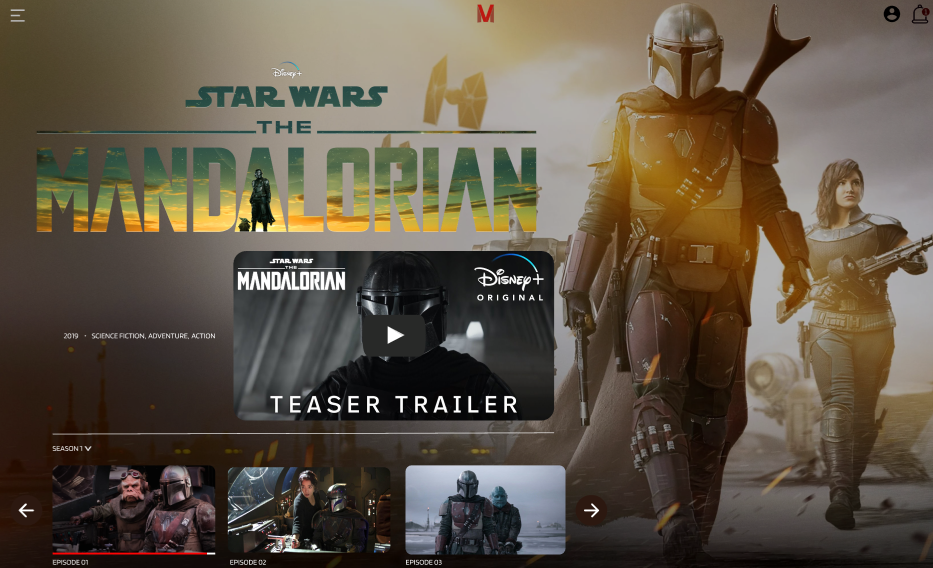 M
1
Disney+
STAR WARS
THE
MANDALORIAN
STAR WARS
THE
MANDALORIAN
Disney+
ORIGINAL
2019 • SCIENCE FICTION, ADVENTURE, ACTION
TEASER TRAILER
SEASON 1
EPISODE 01
EPISODE 02
EPISODE 03